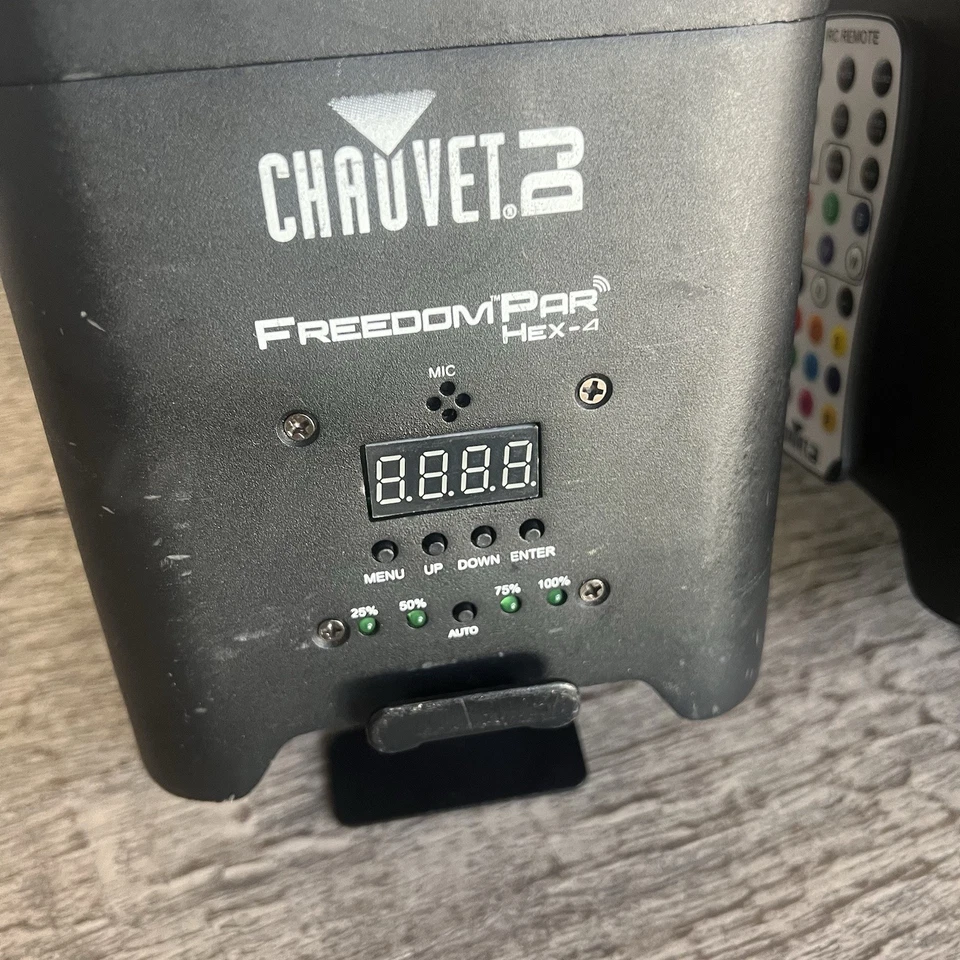 CHAUVET® DJ
FREEDOM™ PAR
HEX-4
MIC
8.8.8.8.
MENU UP DOWN ENTER
25% 50% 75% 100%
AUTO
IRC REMOTE